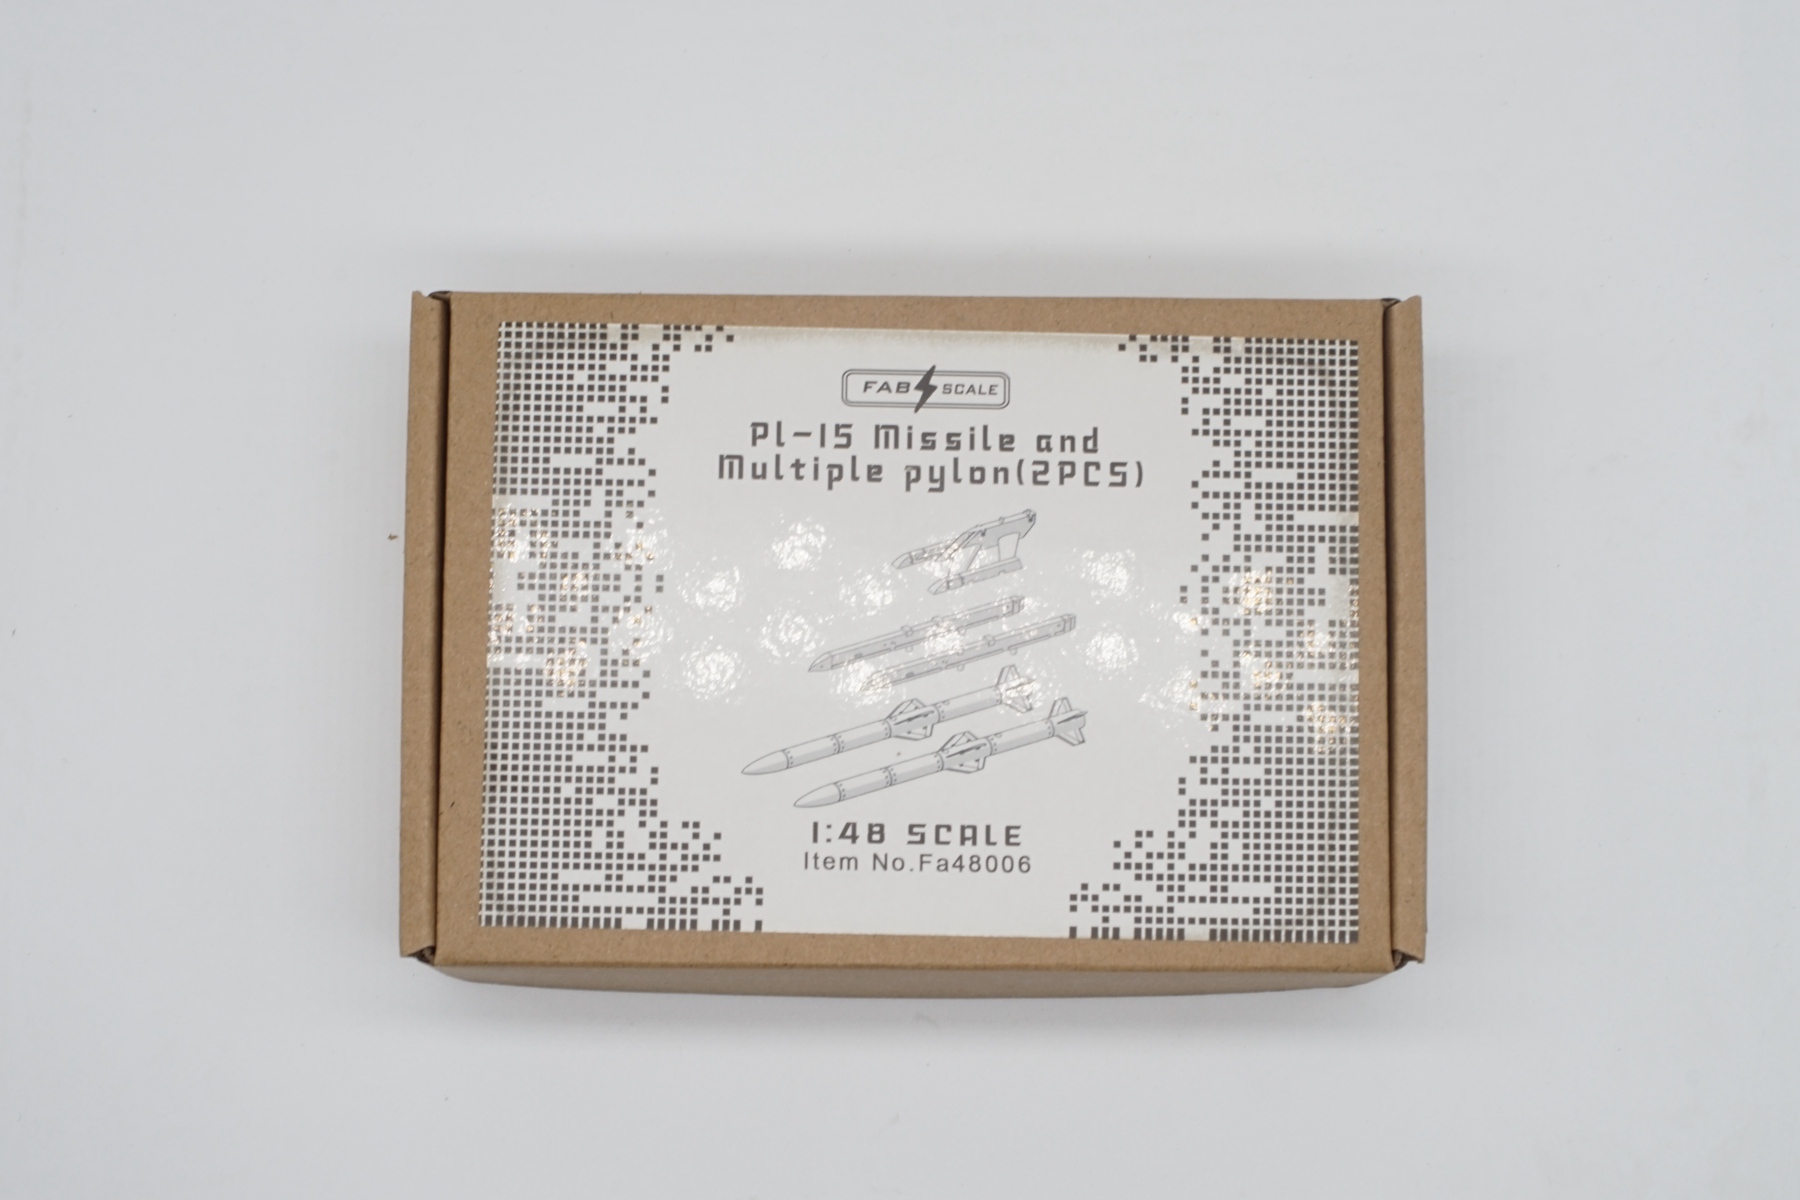 FAB SCALE
Pl-15 Missile and
Multiple pylon(2PCS)
1:48 SCALE
Item No.Fa48006